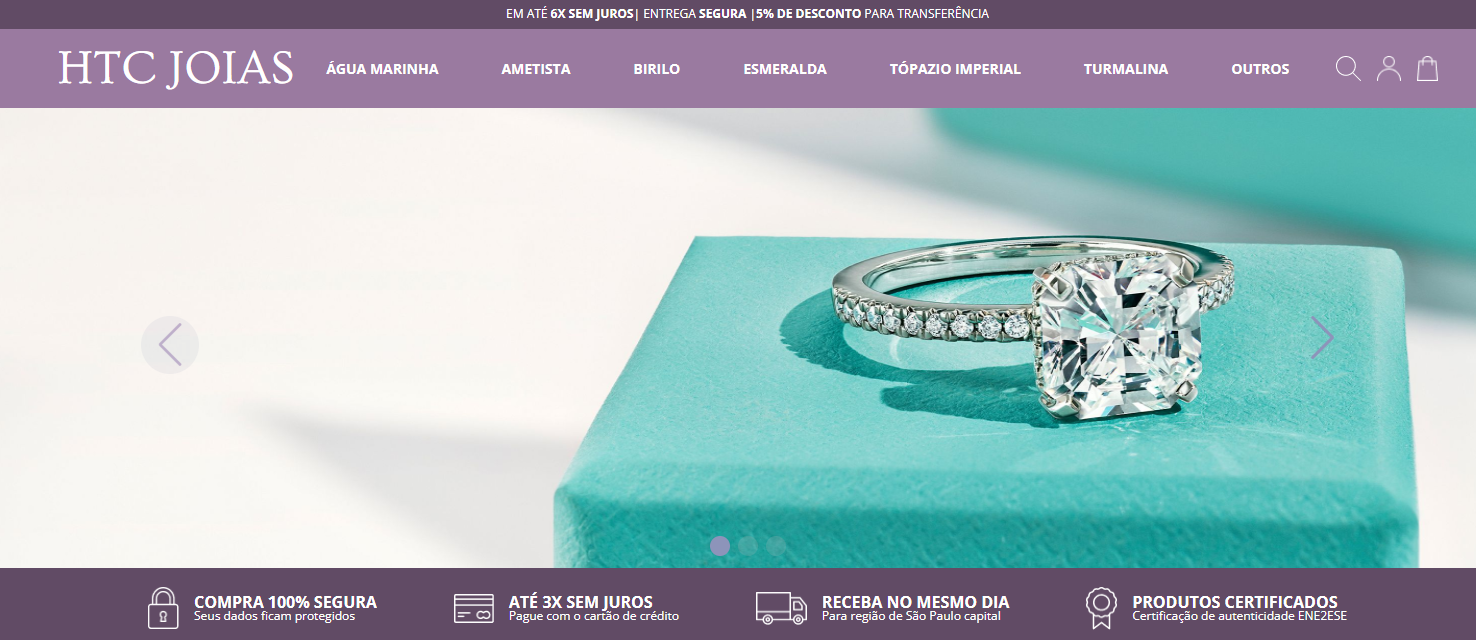 EM ATÉ 6X SEM JUROS| ENTREGA SEGURA |5% DE DESCONTO PARA TRANSFERÊNCIA
HTC JOIAS
ÁGUA MARINHA
AMETISTA
BIRILO
ESMERALDA
TÓPAZIO IMPERIAL
TURMALINA
OUTROS
COMPRA 100% SEGURA
Seus dados ficam protegidos
ATÉ 3X SEM JUROS
Pague com o cartão de crédito
RECEBA NO MESMO DIA
Para região de São Paulo capital
PRODUTOS CERTIFICADOS
Certificação de autenticidade ENE2ESE